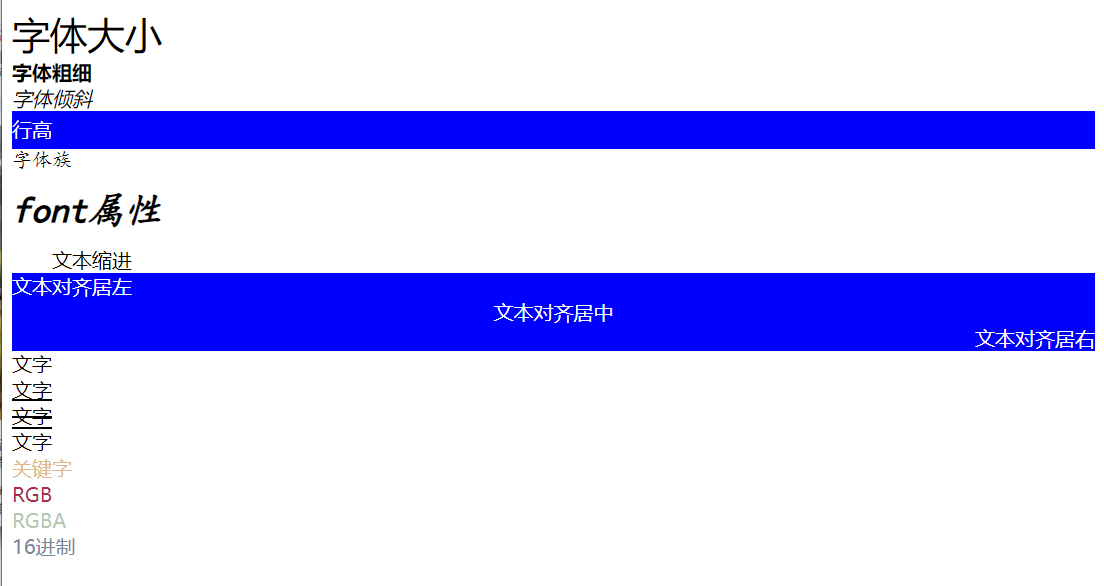 字体大小
字体粗细
字体倾斜
行高
字体族
font属性
文本缩进
文本对齐居左
文本对齐居中
文本对齐居右
文字
文字
文字
文字
关键字
RGB
RGBA
16进制